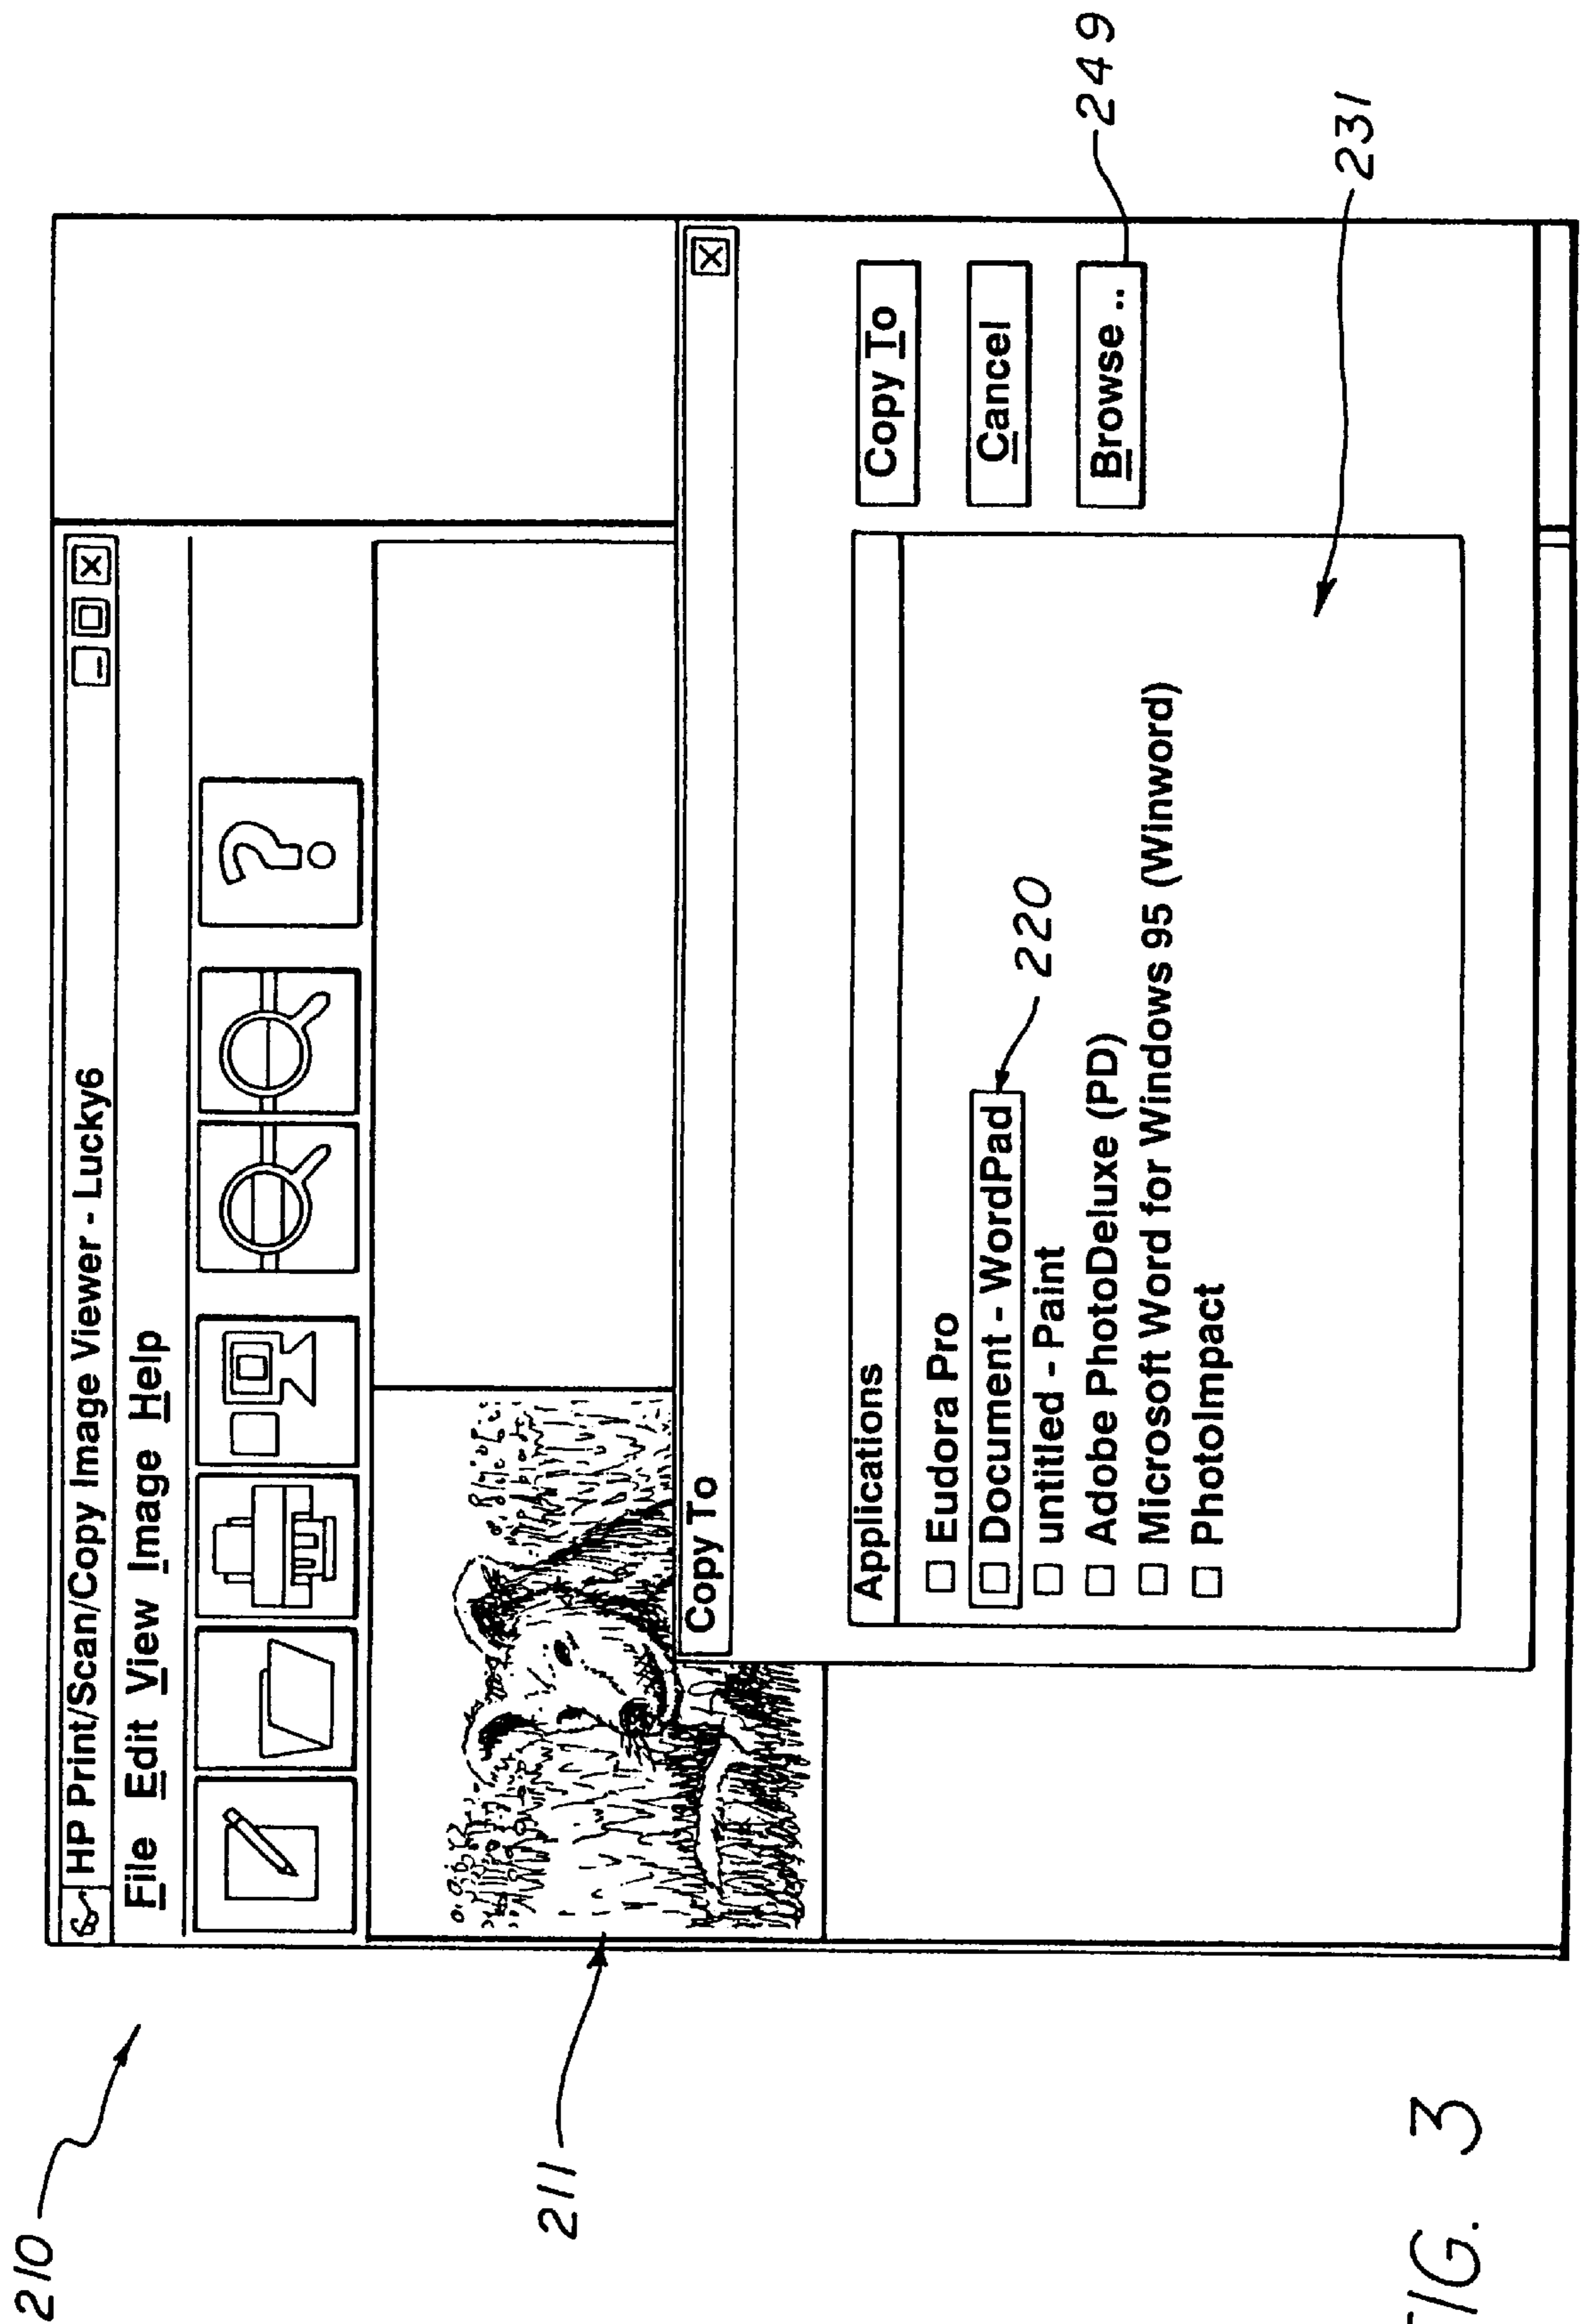 210
HP Print/Scan/Copy Image Viewer - Lucky6
File Edit View Image Help
?
211
Copy To
Applications
Eudora Pro
Document - WordPad
untitled - Paint
Adobe PhotoDeluxe (PD)
Microsoft Word for Windows 95 (Winword)
PhotoImpact
220
Copy To
Cancel
Browse ..
249
231
FIG. 3